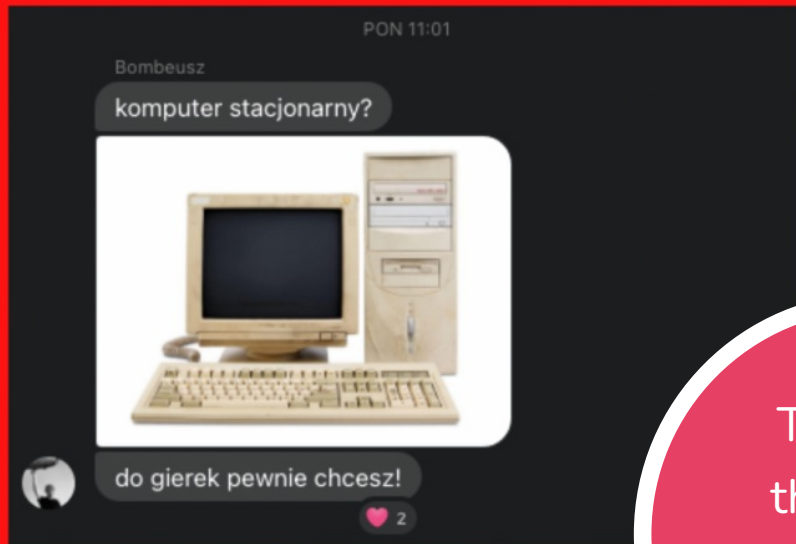 PON 11:01
Bombeusz
komputer stacjonarny?
do gierek pewnie chcesz!
2